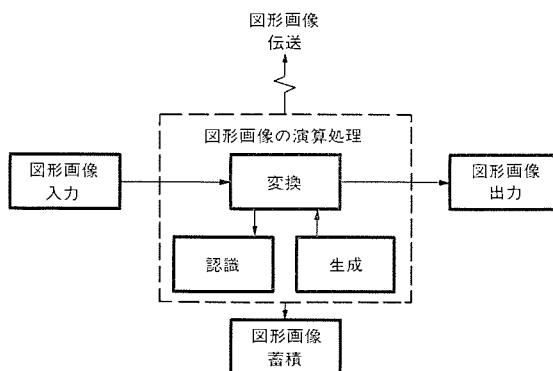 図形画像
伝送
図形画像の演算処理
図形画像
入力
変換
図形画像
出力
認識
生成
図形画像
蓄積